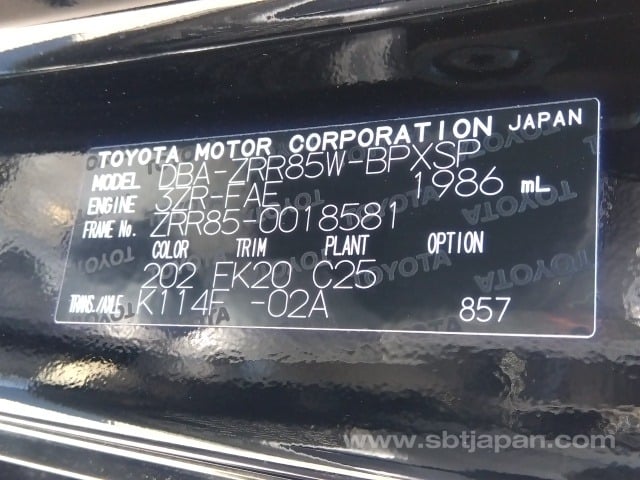 TOYOTA MOTOR CORPORATION JAPAN
MODEL DBA-ZRR85W-BPXSP
ENGINE 3ZR-FAE 1986 mL
FRAME No. ZRR85-0018581
COLOR TRIM PLANT OPTION
202 FK20 C25
TRANS./AXLE K114F -02A 857
www.sbtjapan.com